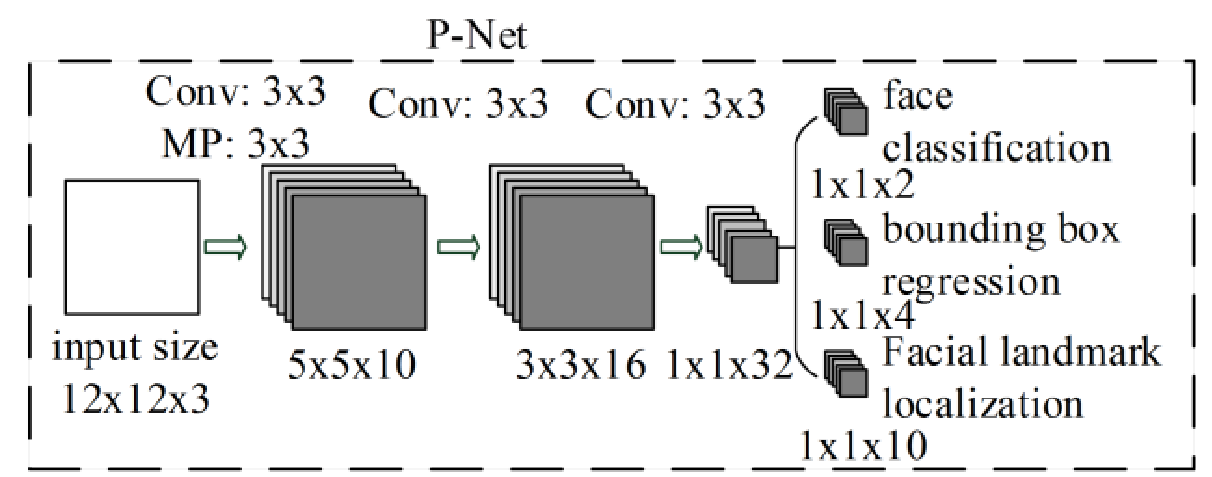 P-Net
Conv: 3x3
MP: 3x3
Conv: 3x3
Conv: 3x3
input size
12x12x3
5x5x10
3x3x16
1x1x32
face
classification
1x1x2
bounding box
regression
1x1x4
Facial landmark
localization
1x1x10